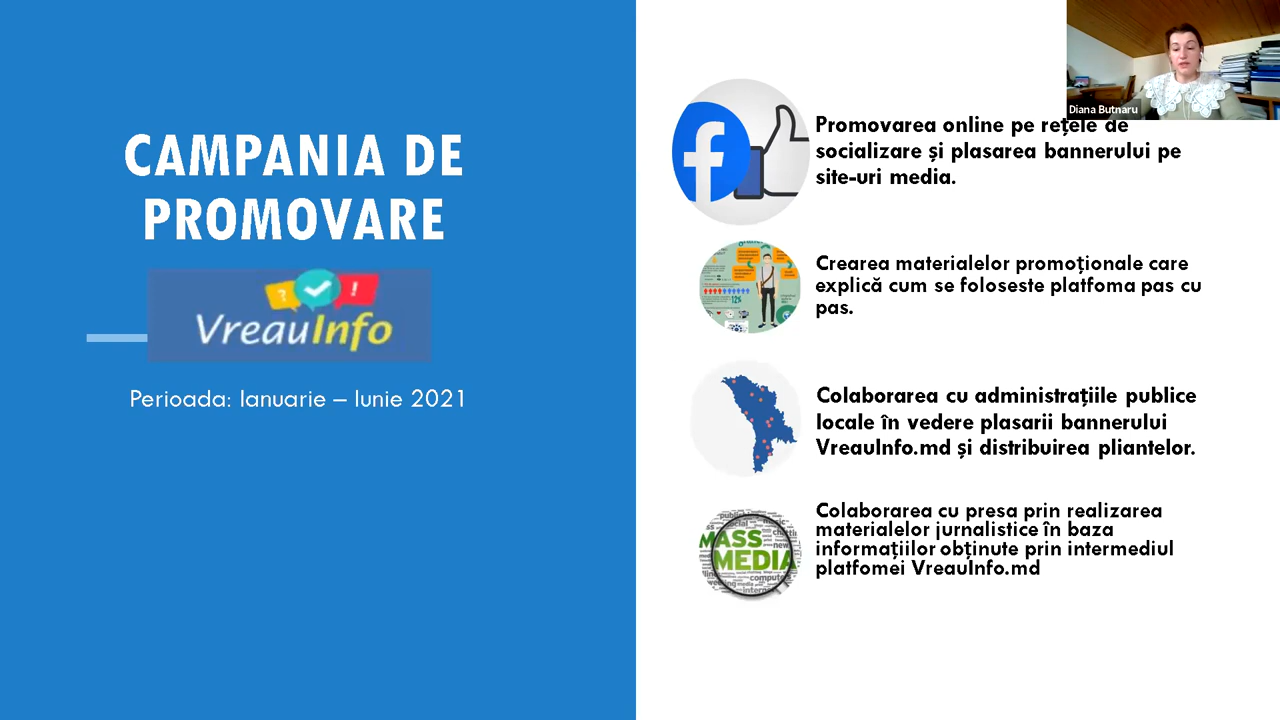 CAMPANIA DE
PROMOVARE
?
!
VreauInfo
Perioada: Ianuarie – Iunie 2021
Diana Butnaru
Promovarea online pe rețele de
socializare și plasarea bannerului pe
site-uri media.
Crearea materialelor promoționale care
explică cum se foloseste platfoma pas cu
pas.
12%
Colaborarea cu administrațiile publice
locale în vedere plasarii bannerului
VreauInfo.md și distribuirea pliantelor.
MASS
MEDIA
Colaborarea cu presa prin realizarea
materialelor jurnalistice în baza
informațiilor obținute prin intermediul
platfomei VreauInfo.md